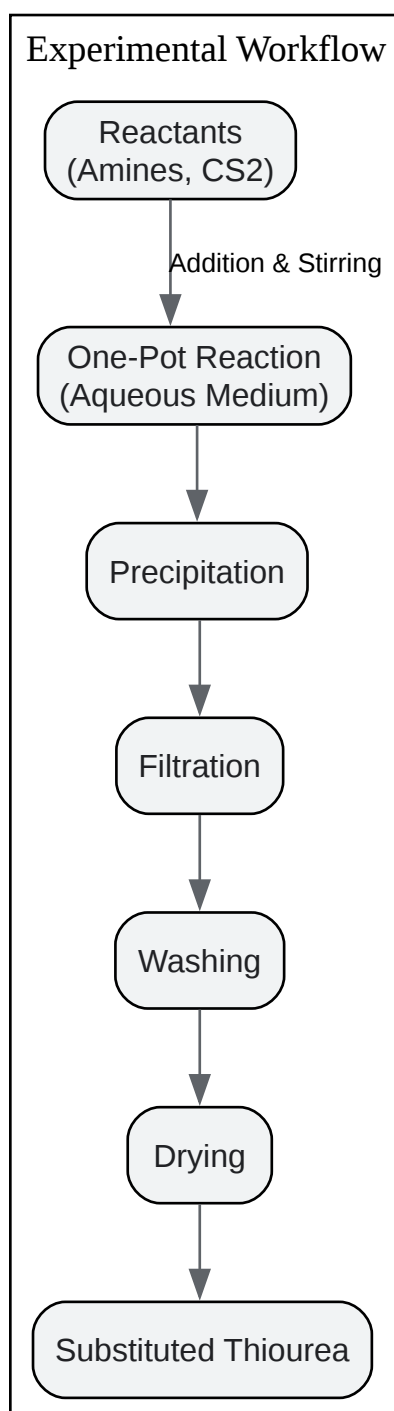 Experimental Workflow
Reactants
(Amines, CS2)
Addition & Stirring
One-Pot Reaction
(Aqueous Medium)
Precipitation
Filtration
Washing
Drying
Substituted Thiourea